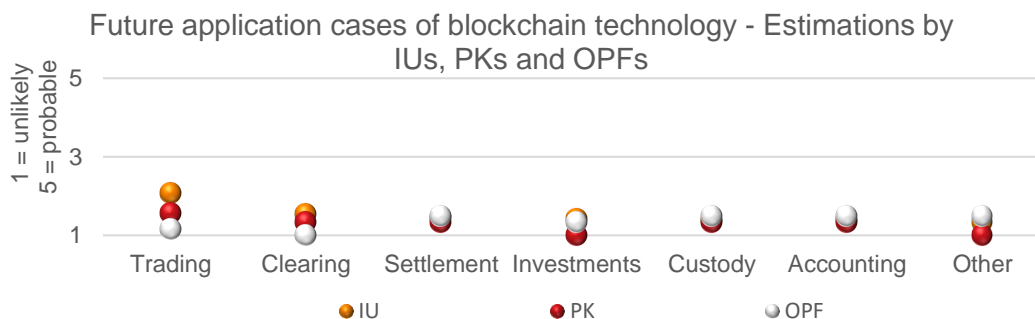 Future application cases of blockchain technology - Estimations by
IUs, PKs and OPFs
1 = unlikely
5 = probable
5
3
1
Trading Clearing Settlement Investments Custody Accounting Other
IU PK OPF